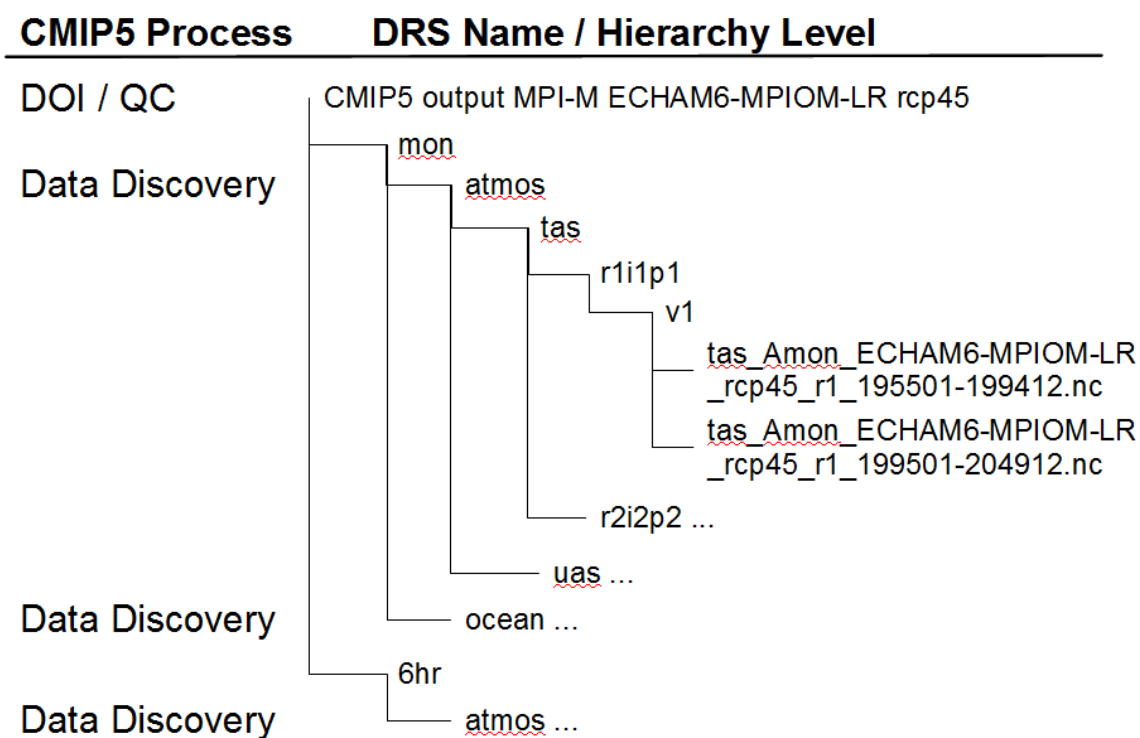 CMIP5 Process DRS Name / Hierarchy Level
DOI / QC CMIP5 output MPI-M ECHAM6-MPIOM-LR rcp45
mon
Data Discovery atmos
tas
r1i1p1
v1
tas_Amon_ECHAM6-MPIOM-LR
_rcp45_r1_195501-199412.nc
tas_Amon_ECHAM6-MPIOM-LR
_rcp45_r1_199501-204912.nc
r2i2p2 ...
uas ...
Data Discovery ocean ...
6hr
Data Discovery atmos ...